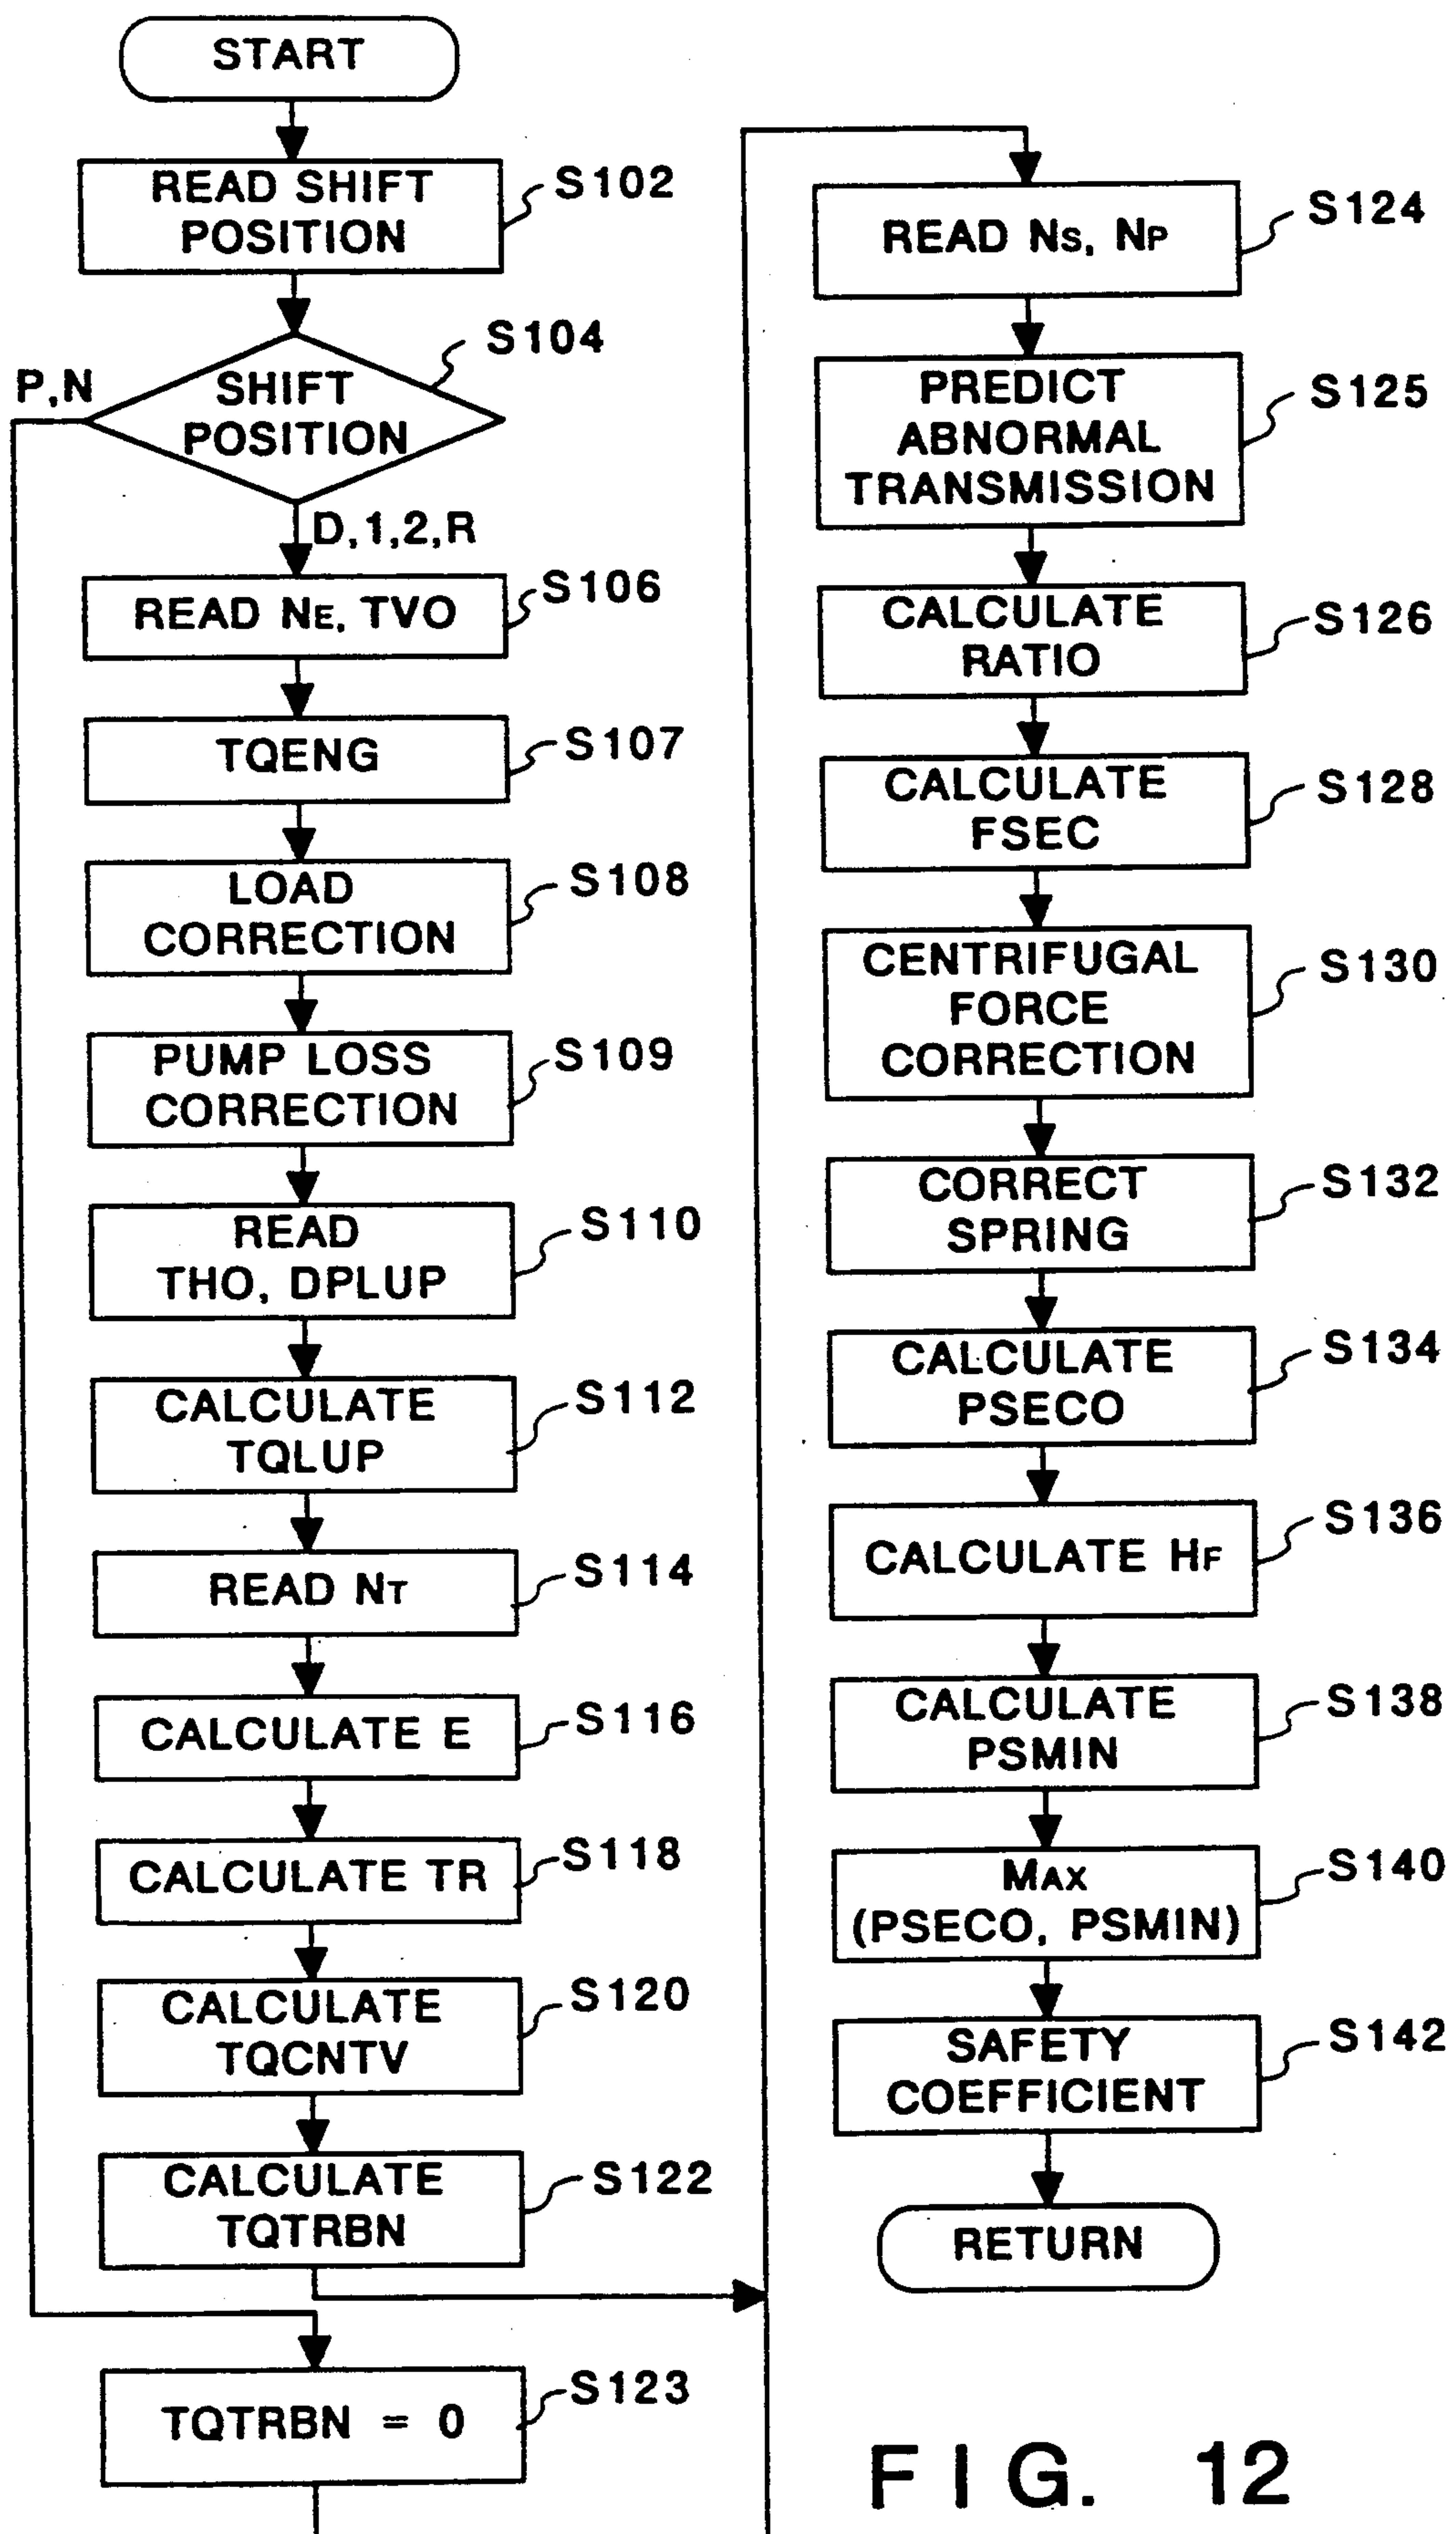 START
READ SHIFT
POSITION
S102
S104
P,N
SHIFT
POSITION
D,1,2,R
READ NE, TVO
S106
TQENG
S107
LOAD
CORRECTION
S108
PUMP LOSS
CORRECTION
S109
READ
THO, DPLUP
S110
CALCULATE
TQLUP
S112
READ NT
S114
CALCULATE E
S116
CALCULATE TR
S118
CALCULATE
TQCNTV
S120
CALCULATE
TQTRBN
S122
TQTRBN = 0
S123
READ NS, NP
S124
PREDICT
ABNORMAL
TRANSMISSION
S125
CALCULATE
RATIO
S126
CALCULATE
FSEC
S128
CENTRIFUGAL
FORCE
CORRECTION
S130
CORRECT
SPRING
S132
CALCULATE
PSECO
S134
CALCULATE HF
S136
CALCULATE
PSMIN
S138
MAX
(PSECO, PSMIN)
S140
SAFETY
COEFFICIENT
S142
RETURN
FIG. 12